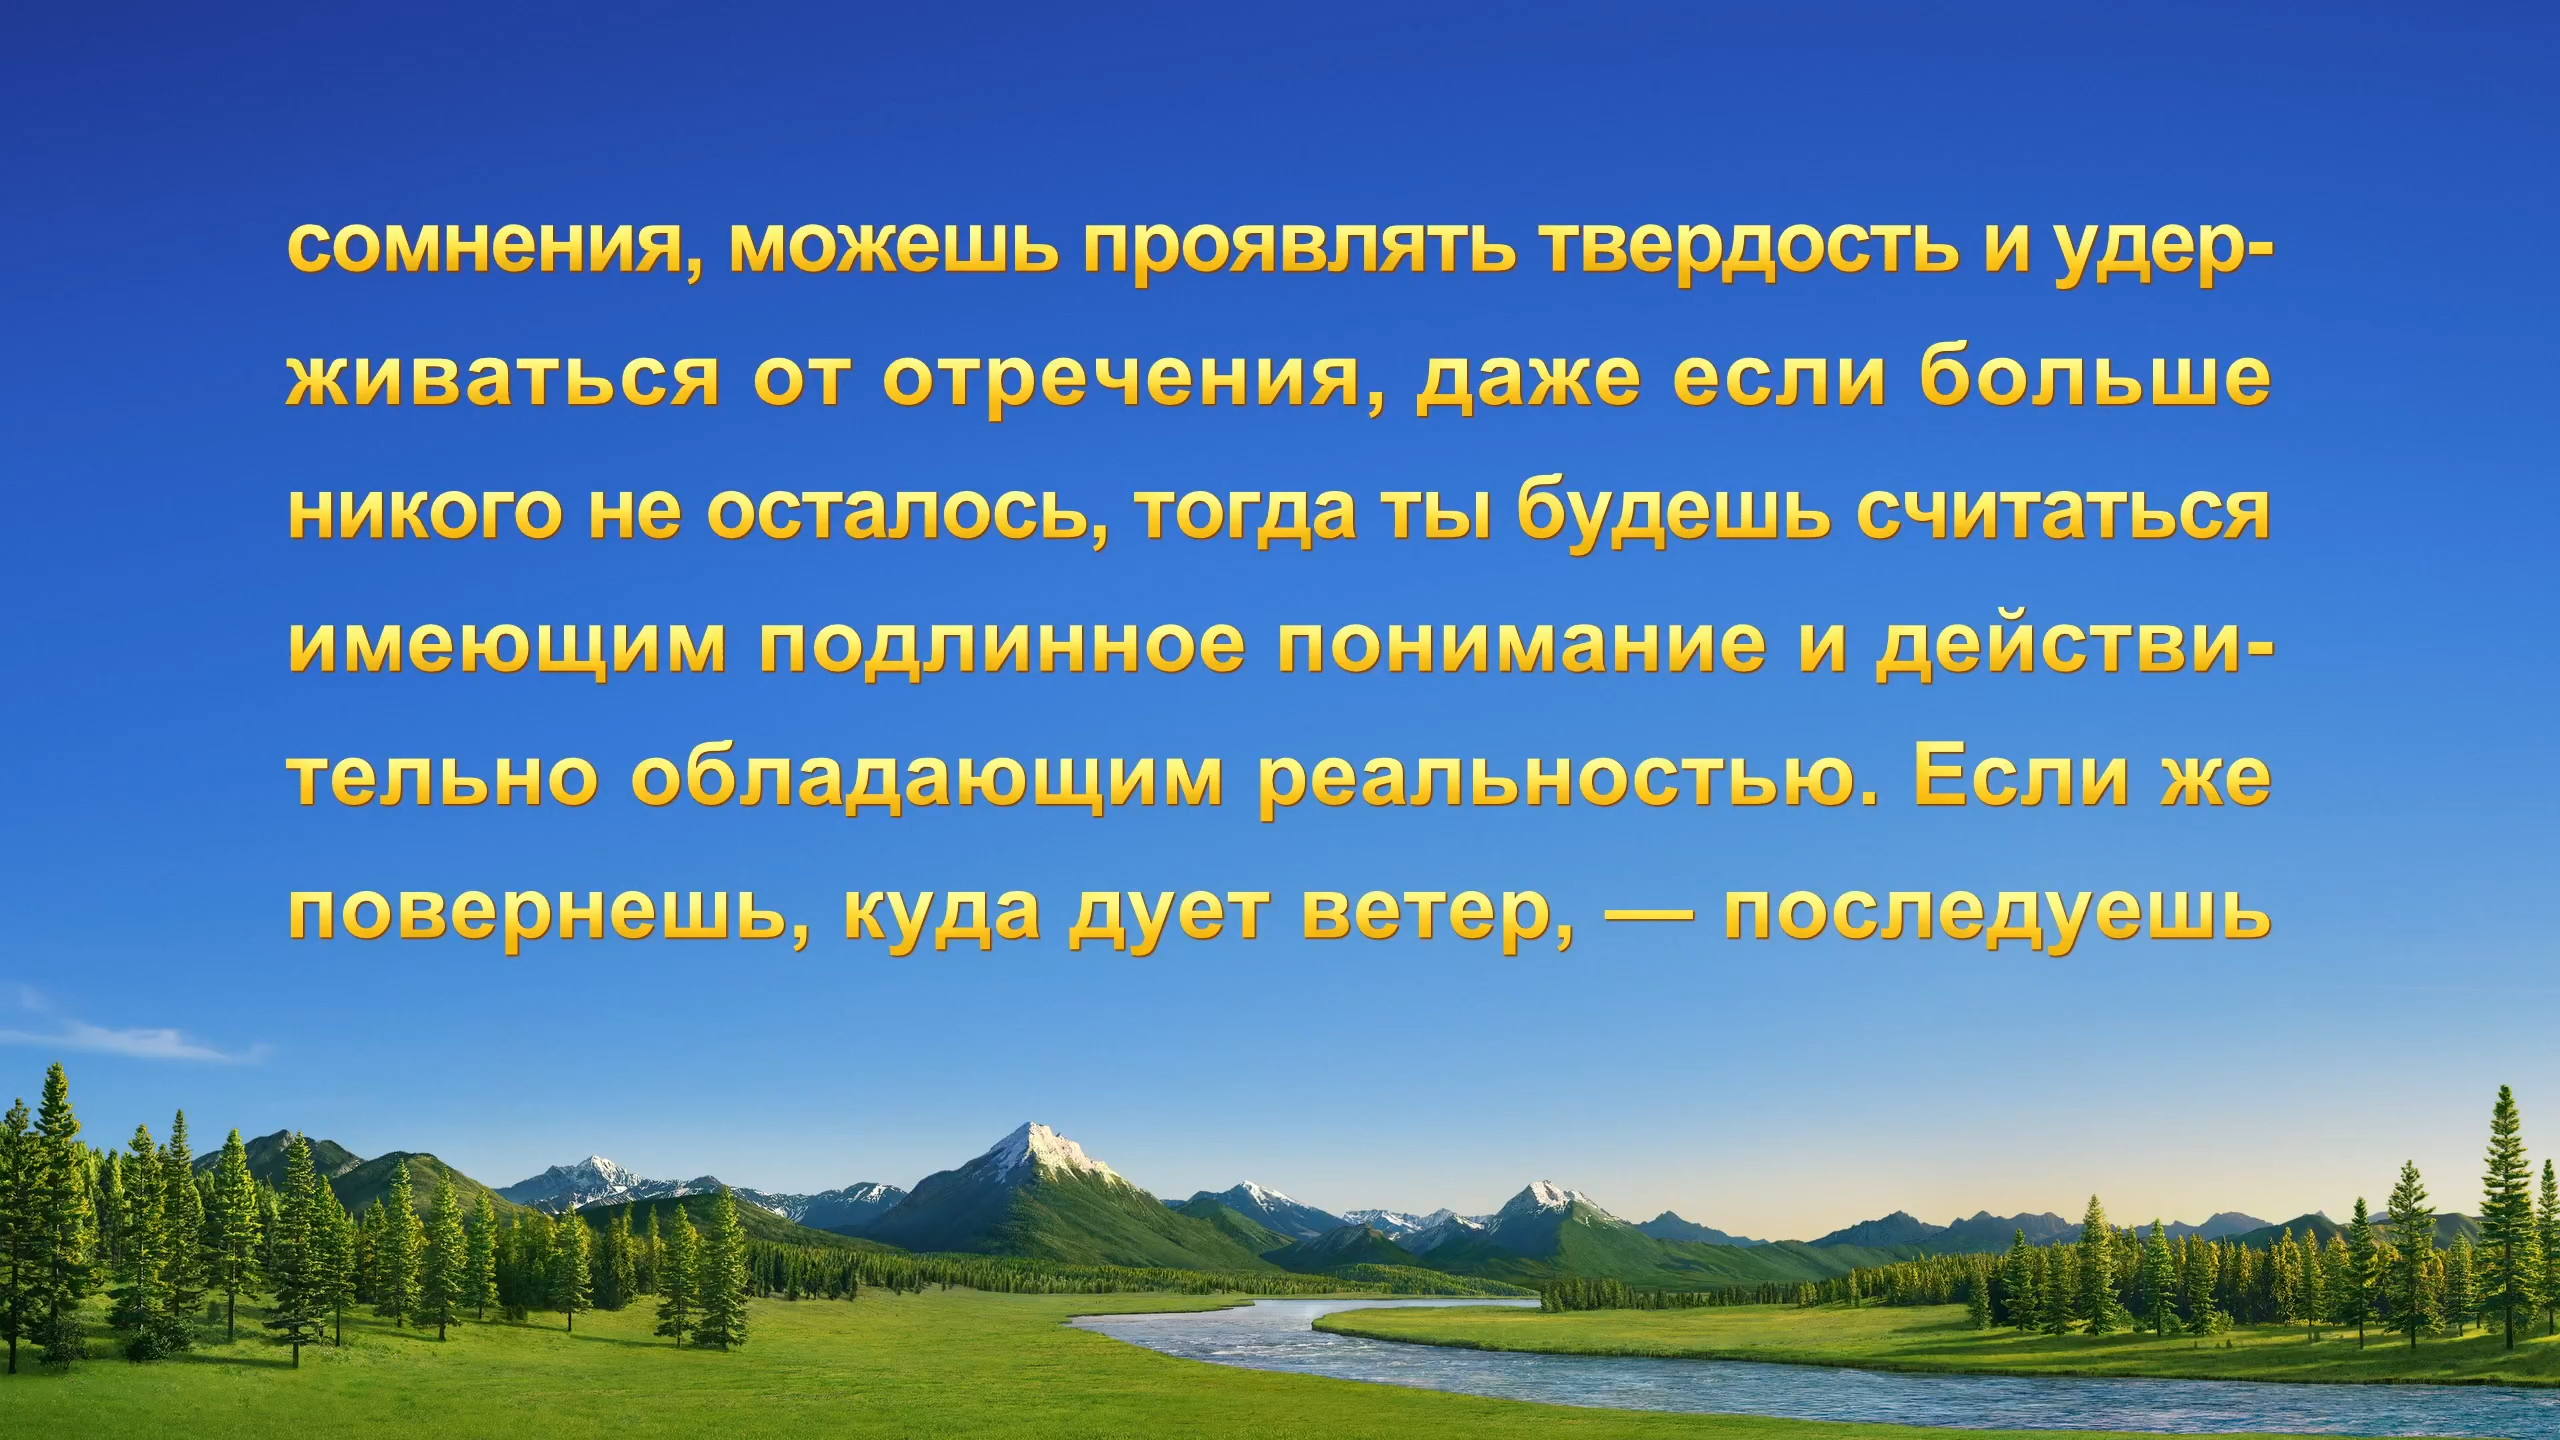 сомнения, можешь проявлять твердость и удер-
живаться от отречения, даже если больше
никого не осталось, тогда ты будешь считаться
имеющим подлинное понимание и действи-
тельно обладающим реальностью. Если же
повернешь, куда дует ветер, — последуешь